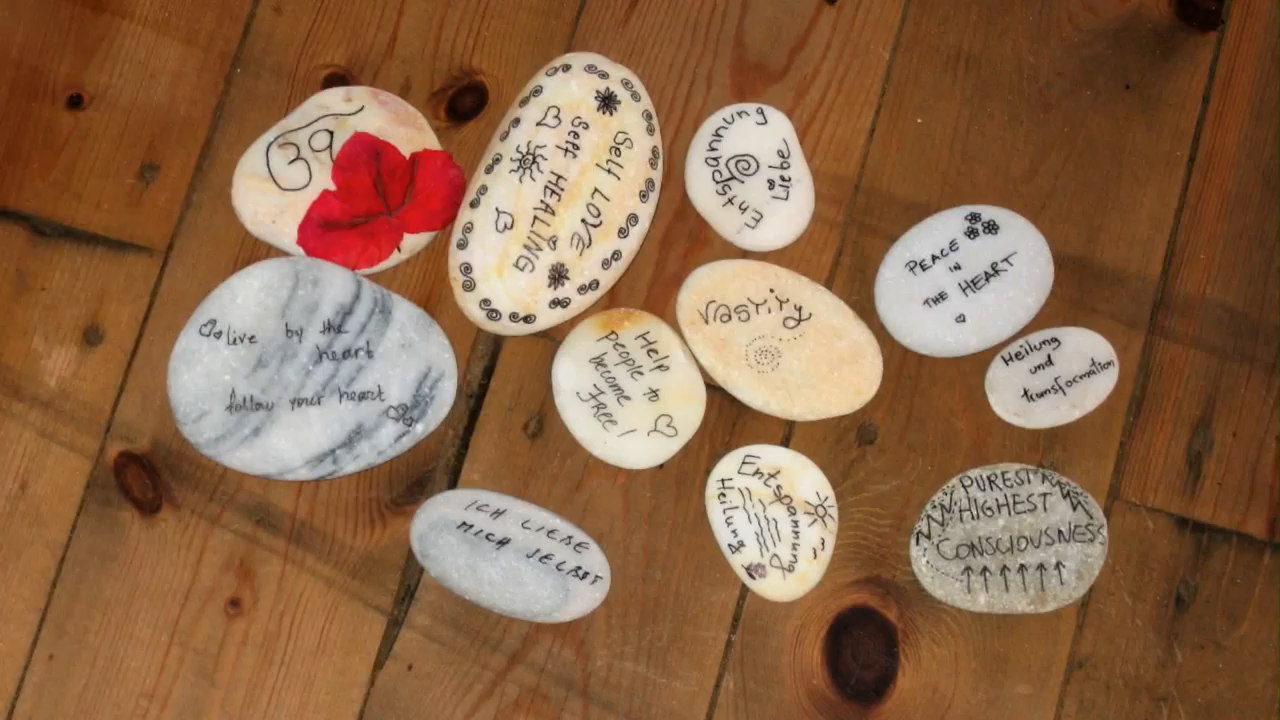 Self LOVE
Self HEALING
Entspannung
Liebe
PEACE
IN
THE HEART
live by the
heart
follow your heart
Help
people to
become
Free!
Heilung
und
transformation
ICH LIEBE
MICH SELBST
Entspannung
Heilung
PUREST
HIGHEST
CONSCIOUSNESS